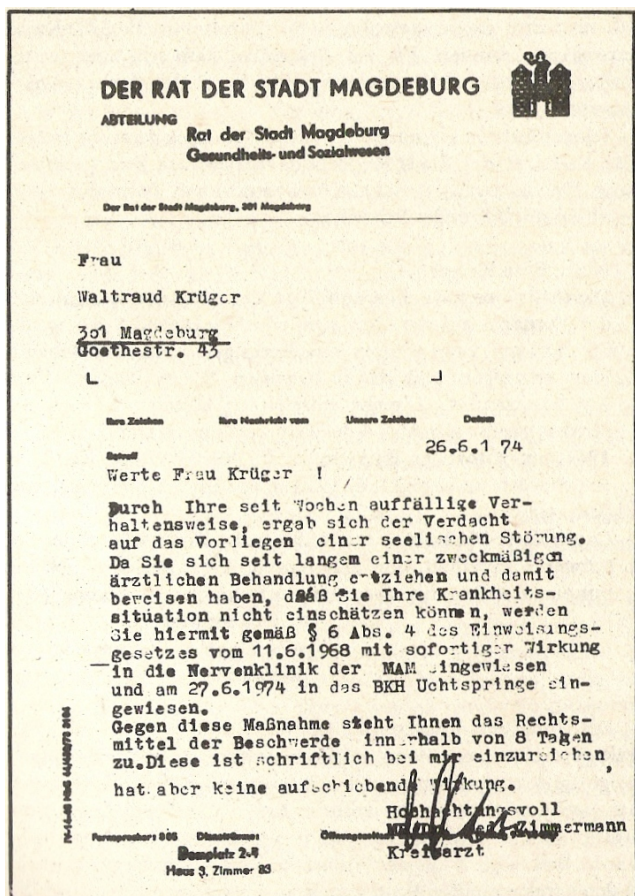 DER RAT DER STADT MAGDEBURG
ABTEILUNG
Rat der Stadt Magdeburg
Gesundheits- und Sozialwesen
Der Rat der Stadt Magdeburg, 301 Magdeburg
Frau
Waltraud Krüger
301 Magdeburg
Goethestr. 43
Ihre Zeichen Ihre Nachricht vom Unsere Zeichen Datum
26.6.1 74
Betreff
Werte Frau Krüger !
Durch Ihre seit Wochen auffällige Ver-
haltensweise, ergab sich der Verdacht
auf das Vorliegen einer seelischen Störung.
Da Sie sich seit langem einer zweckmäßigen
ärztlichen Behandlung entziehen und damit
beweisen haben, daß Sie Ihre Krankheits-
situation nicht einschätzen können, werden
Sie hiermit gemäß § 6 Abs. 4 des Einweisungs-
gesetzes vom 11.6.1968 mit sofortiger Wirkung
in die Nervenklinik der MAM eingewiesen
und am 27.6.1974 in das BKH Uchtspringe ein-
gewiesen.
Gegen diese Maßnahme steht Ihnen das Rechts-
mittel der Beschwerde innerhalb von 8 Tagen
zu.Diese ist schriftlich bei mir einzureichen,
hat aber keine aufschiebende Wirkung.
Hochachtungsvoll
Zimmermann
Kreisarzt
Domplatz 2-4
Haus 3, Zimmer 83